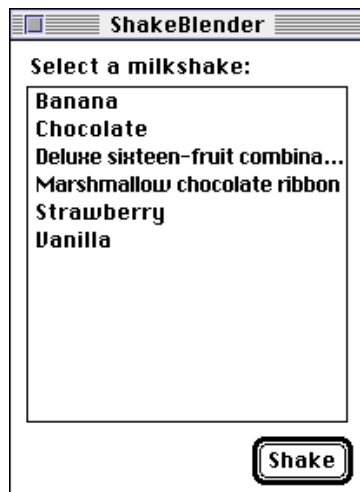 ShakeBlender
Select a milkshake:
Banana
Chocolate
Deluxe sixteen-fruit combina...
Marshmallow chocolate ribbon
Strawberry
Vanilla
Shake